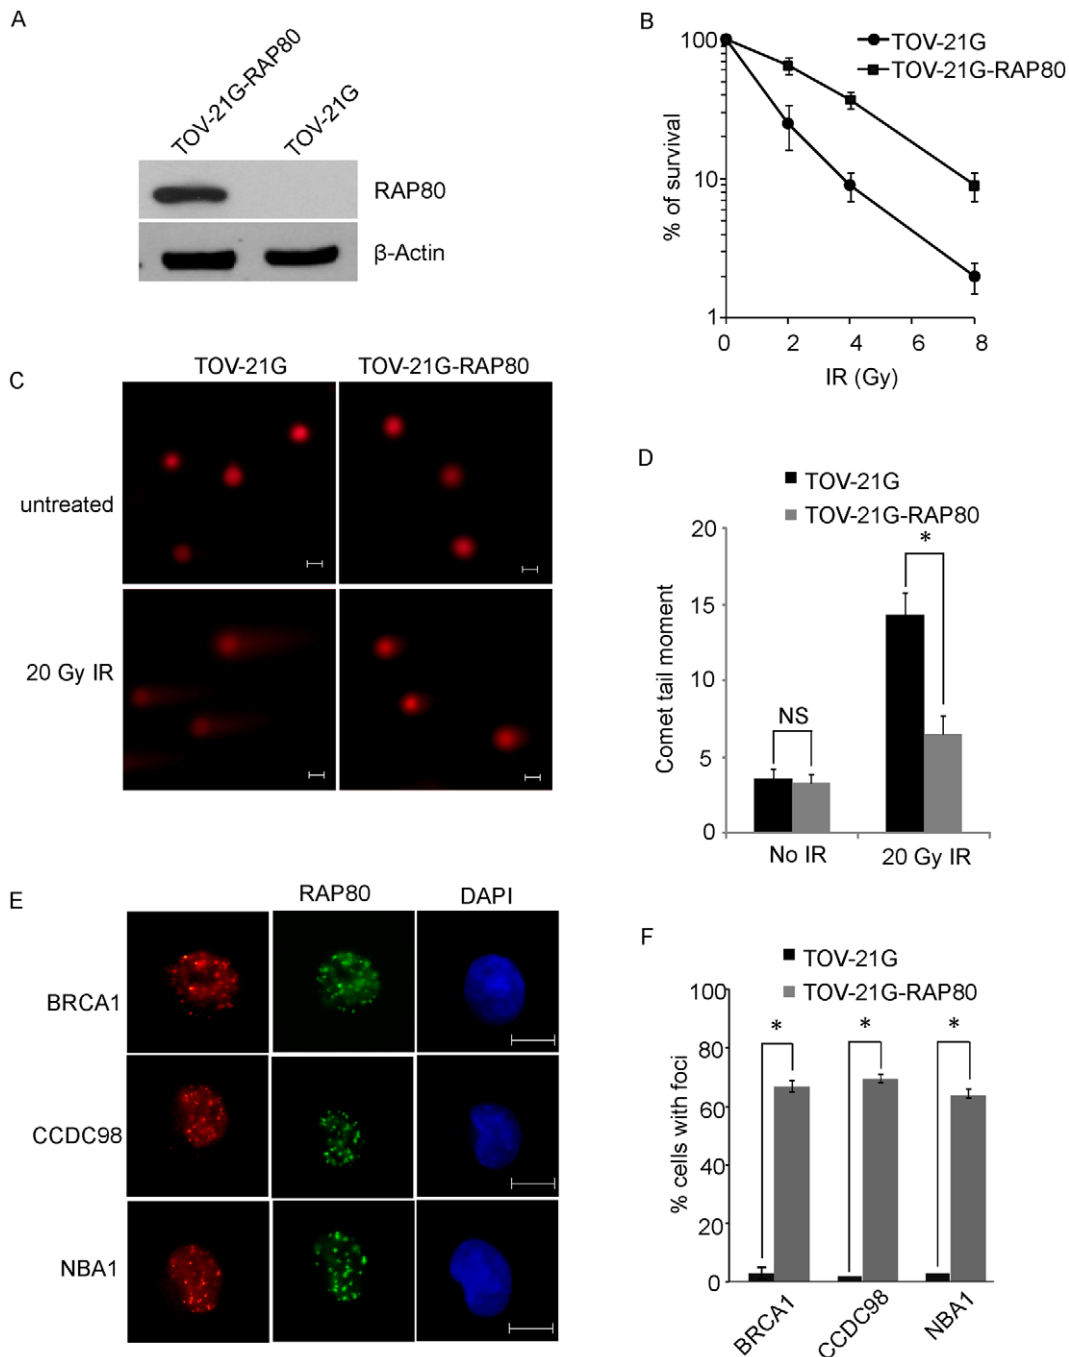 A
TOV-21G-RAP80
TOV-21G
RAP80
β-Actin
B
TOV-21G
TOV-21G-RAP80
100
10
1
% of survival
0 2 4 6 8
IR (Gy)
C
TOV-21G TOV-21G-RAP80
untreated
20 Gy IR
D
TOV-21G
TOV-21G-RAP80
20
15
10
5
0
Comet tail moment
NS
*
No IR 20 Gy IR
E
RAP80 DAPI
BRCA1
CCDC98
NBA1
F
TOV-21G
TOV-21G-RAP80
100
80
60
40
20
0
% cells with foci
* * *
BRCA1 CCDC98 NBA1